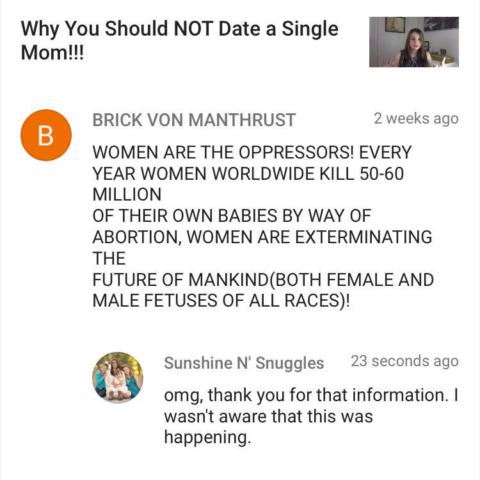 Why You Should NOT Date a Single
Mom!!!
B
BRICK VON MANTHRUST
2 weeks ago
WOMEN ARE THE OPPRESSORS! EVERY
YEAR WOMEN WORLDWIDE KILL 50-60
MILLION
OF THEIR OWN BABIES BY WAY OF
ABORTION, WOMEN ARE EXTERMINATING
THE
FUTURE OF MANKIND(BOTH FEMALE AND
MALE FETUSES OF ALL RACES)!
Sunshine N' Snuggles
23 seconds ago
omg, thank you for that information. I
wasn't aware that this was
happening.